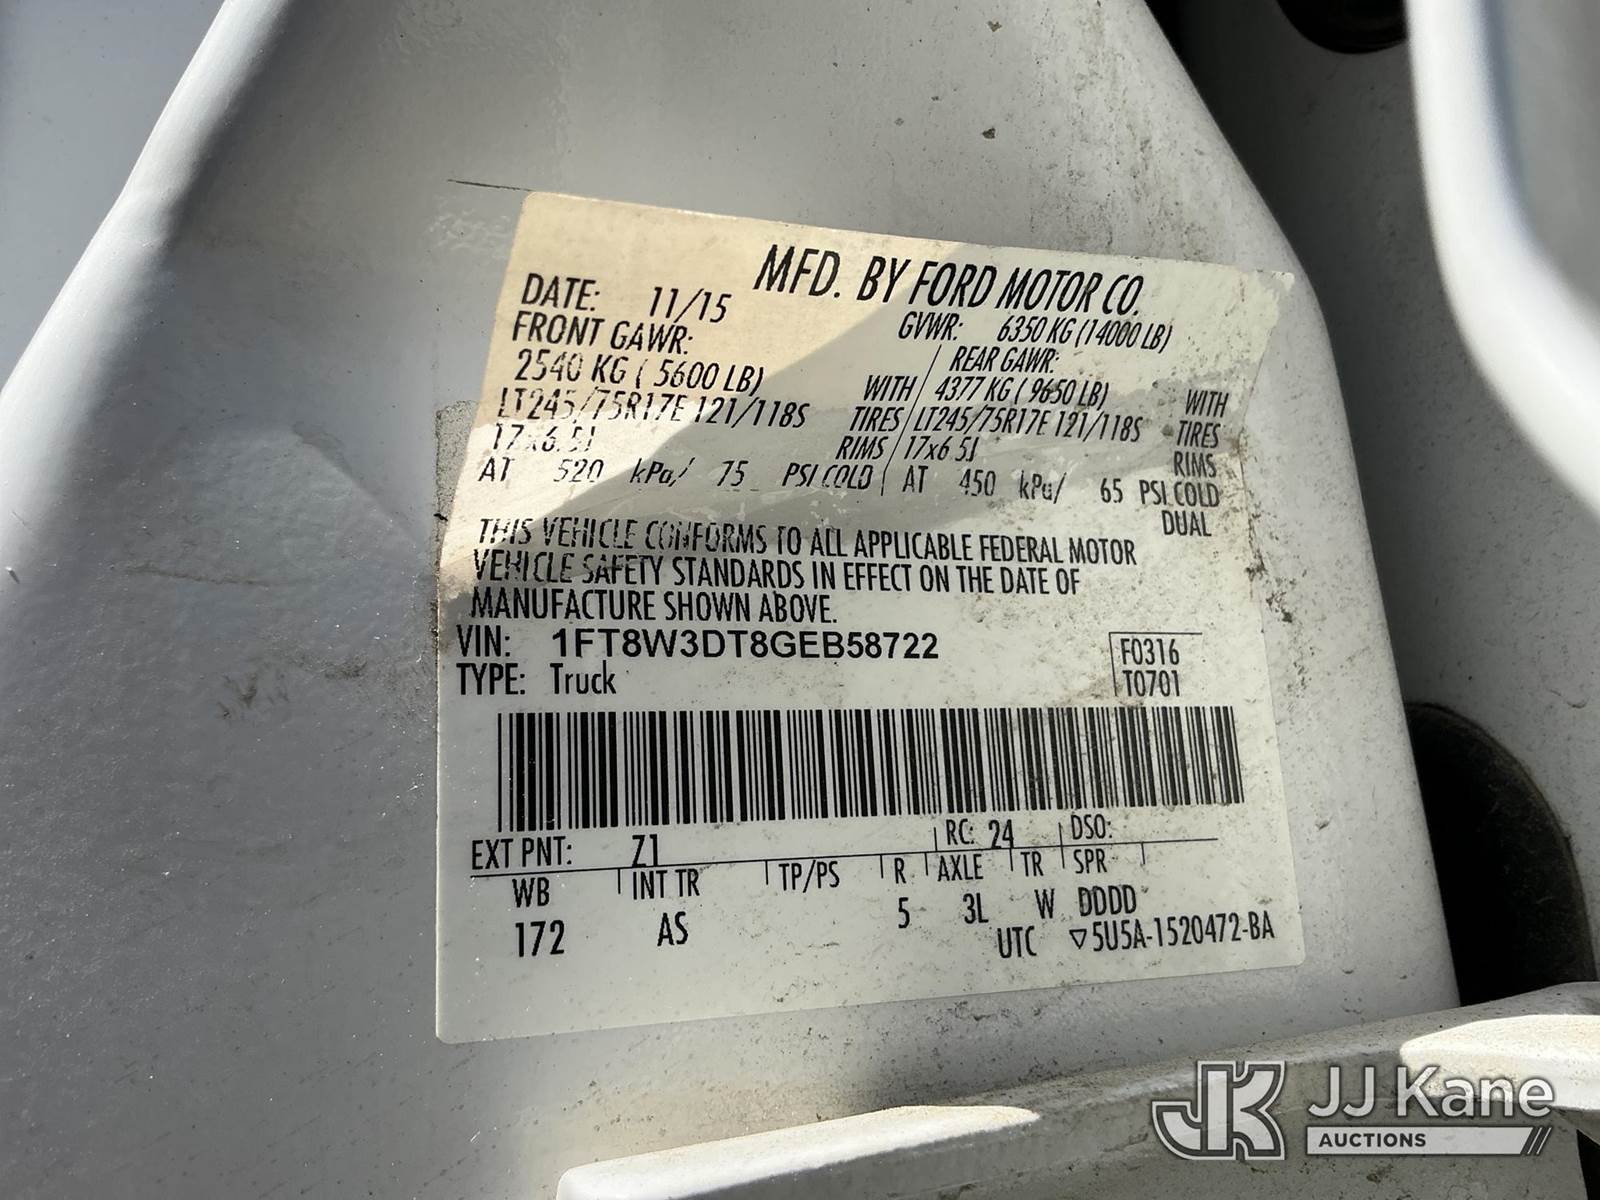 MFD. BY FORD MOTOR CO.
DATE: 11/15 GVWR: 6350 KG (14000 LB)
FRONT GAWR: REAR GAWR:
2540 KG ( 5600 LB) WITH 4377 KG ( 9650 LB) WITH
LT245/75R17E 121/118S TIRES LT245/75R17E 121/118S TIRES
17x6.5J RIMS 17x6.5J RIMS
AT 520 kPa/ 75 PSI COLD AT 450 kPa/ 65 PSI COLD
DUAL
THIS VEHICLE CONFORMS TO ALL APPLICABLE FEDERAL MOTOR
VEHICLE SAFETY STANDARDS IN EFFECT ON THE DATE OF
MANUFACTURE SHOWN ABOVE.
VIN: 1FT8W3DT8GEB58722 F0316
TYPE: Truck T0701
EXT PNT: Z1 RC: 24 DSO:
WB INT TR TP/PS R AXLE TR SPR
172 AS 5 3L W DDDD
UTC ▽5U5A-1520472-BA
JK JJ Kane
AUCTIONS